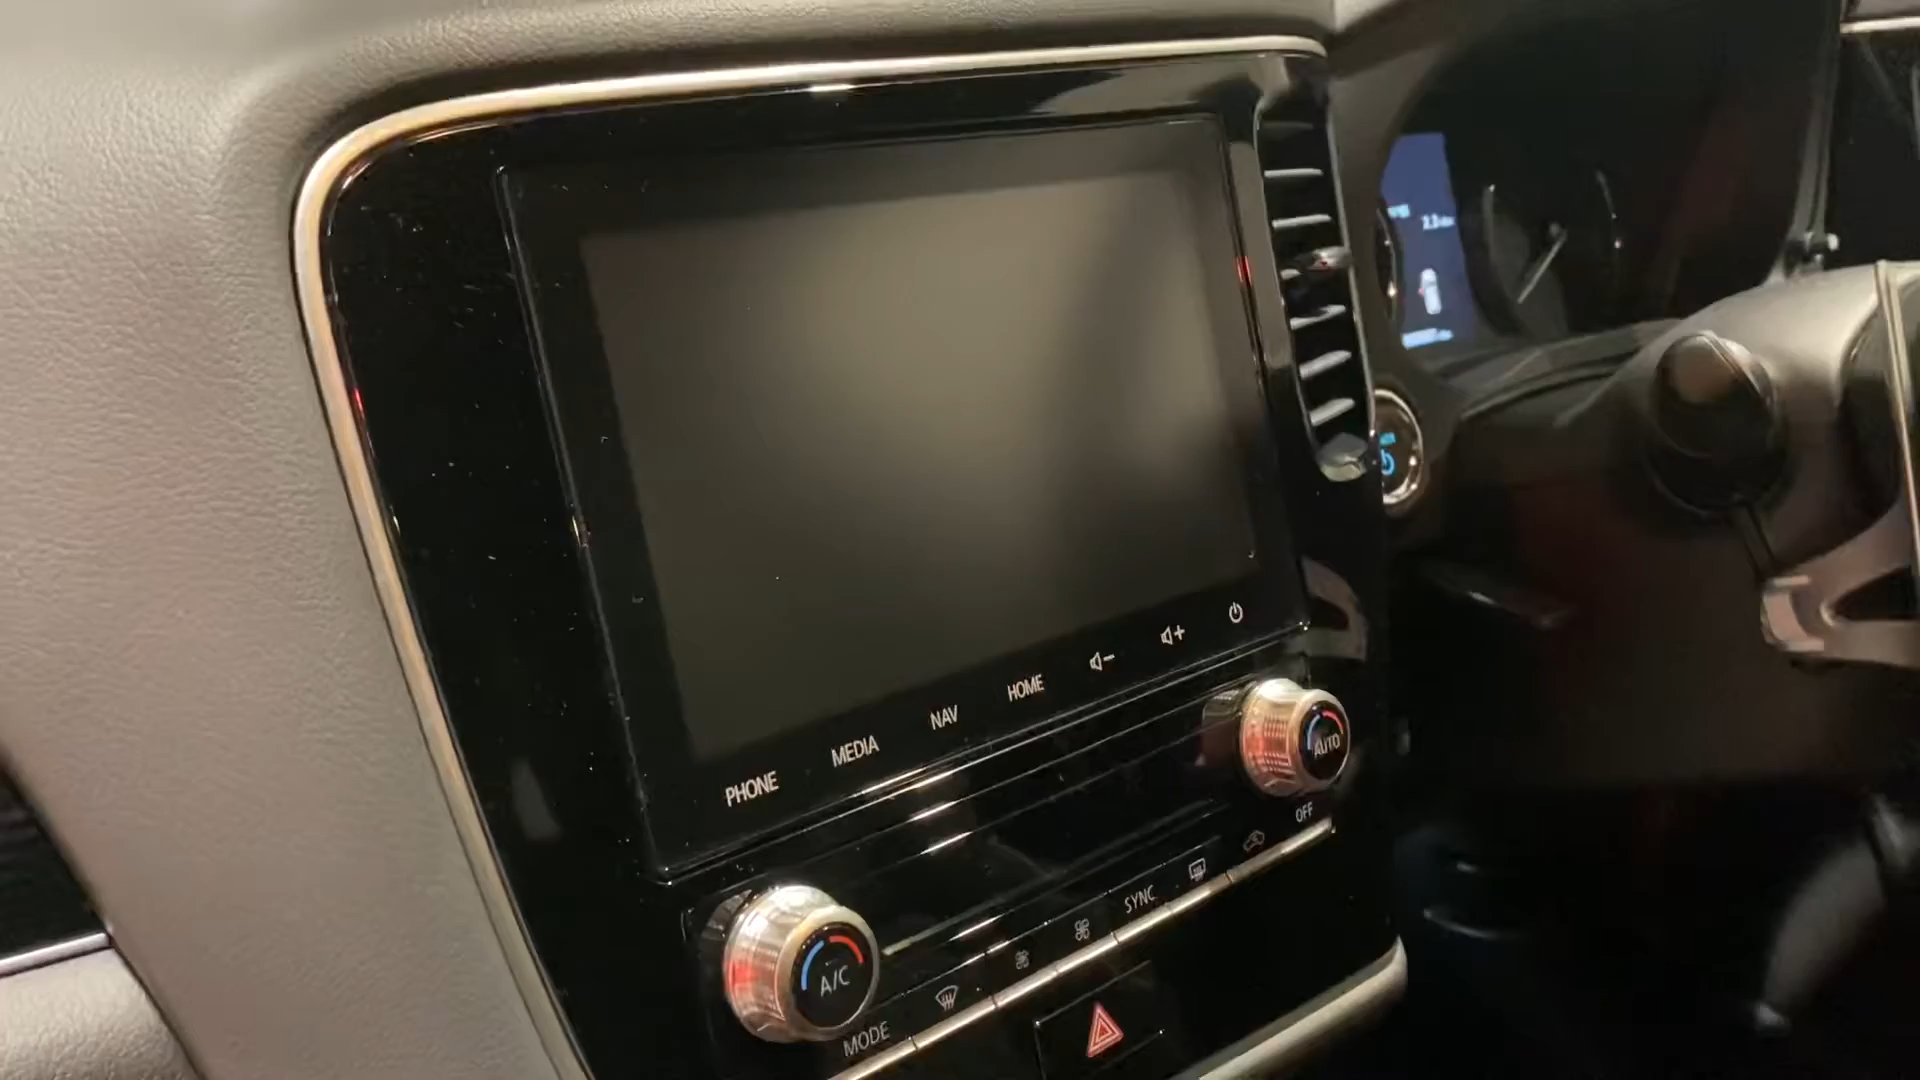 PHONE
MEDIA
NAV
HOME
AUTO
OFF
SYNC
A/C
MODE